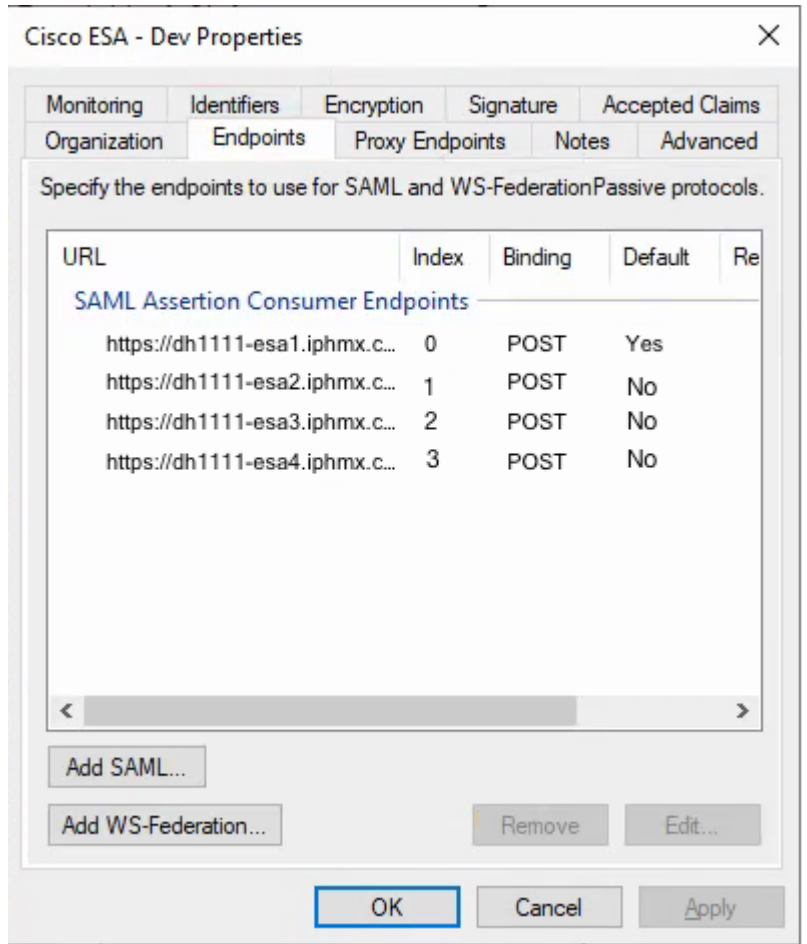 Cisco ESA - Dev Properties
Monitoring Identifiers Encryption Signature Accepted Claims
Organization Endpoints Proxy Endpoints Notes Advanced
Specify the endpoints to use for SAML and WS-FederationPassive protocols.
URL Index Binding Default Re
SAML Assertion Consumer Endpoints
https://dh1111-esa1.iphmx.c... 0 POST Yes
https://dh1111-esa2.iphmx.c... 1 POST No
https://dh1111-esa3.iphmx.c... 2 POST No
https://dh1111-esa4.iphmx.c... 3 POST No
Add SAML...
Add WS-Federation... Remove Edit...
OK Cancel Apply